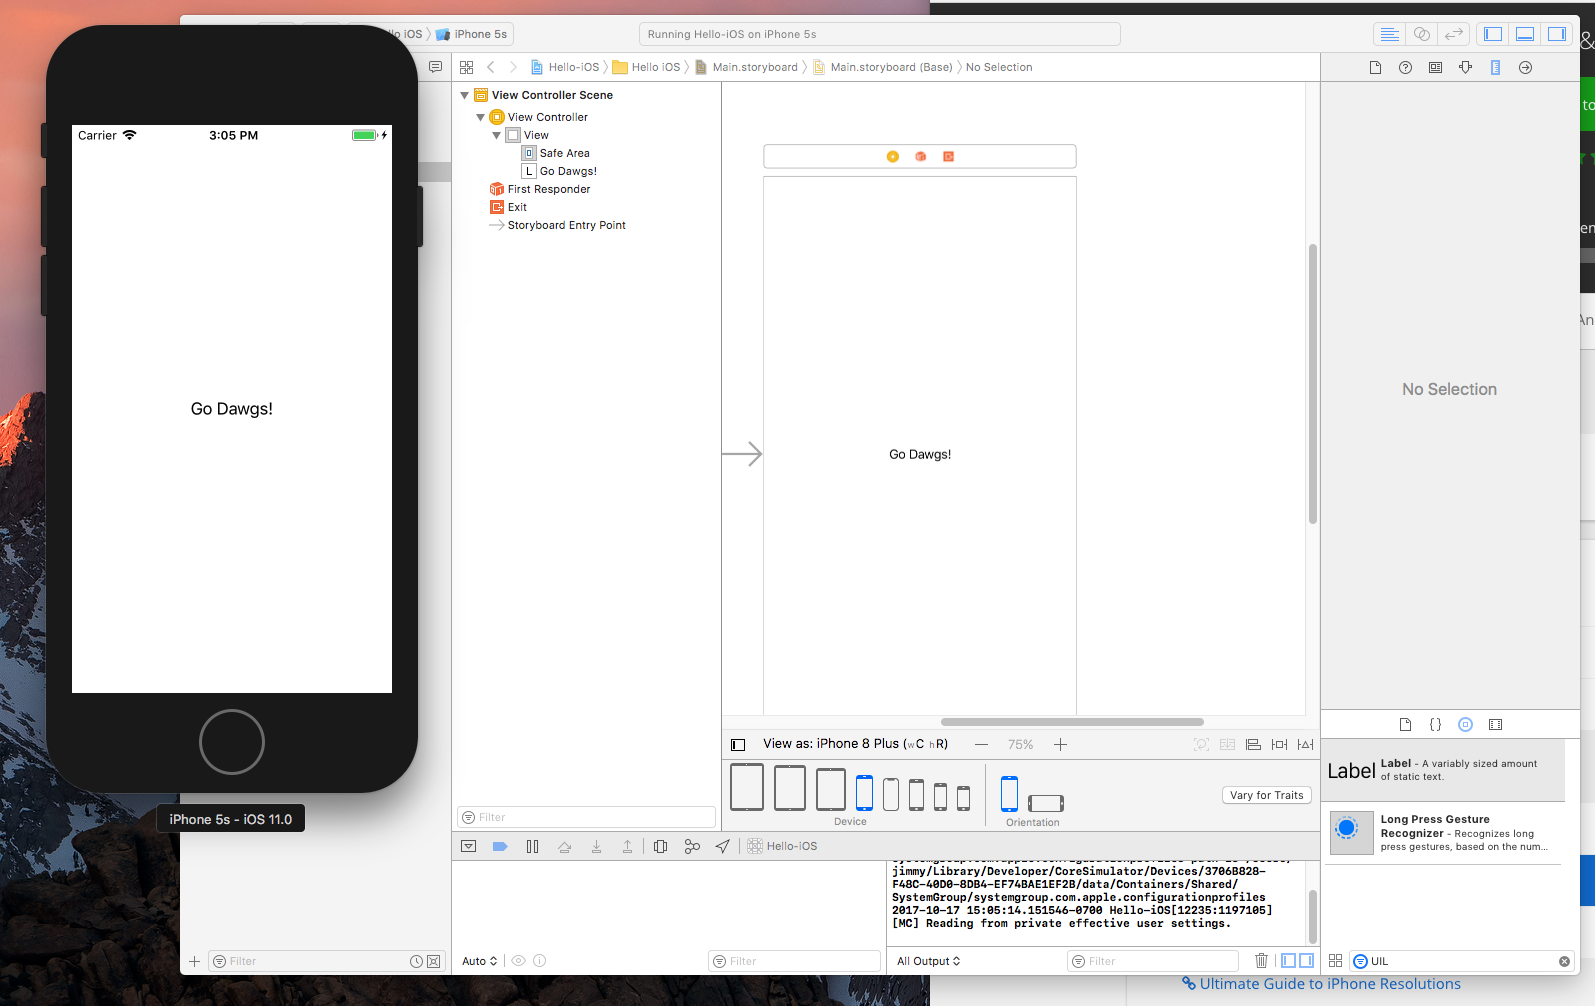 lo iOS 〉 iPhone 5s
Running Hello-iOS on iPhone 5s
&
Hello-iOS 〉 Hello iOS 〉 Main.storyboard 〉 Main.storyboard (Base) 〉 No Selection
Carrier 3:05 PM
Go Dawgs!
iPhone 5s - iOS 11.0
View Controller Scene
View Controller
View
Safe Area
L Go Dawgs!
First Responder
Exit
Storyboard Entry Point
Filter
Go Dawgs!
View as: iPhone 8 Plus (wC hR) — 75% +
Device
Orientation
Vary for Traits
Hello-iOS
jimmy/Library/Developer/CoreSimulator/Devices/3706B828-
F48C-40D0-8DB4-EF74BAE1EF2B/data/Containers/Shared/
SystemGroup/systemgroup.com.apple.configurationprofiles
2017-10-17 15:05:14.151546-0700 Hello-iOS[12235:1197105]
[MC] Reading from private effective user settings.
Filter
Auto
Filter
All Output
Filter
No Selection
{}
Label Label - A variably sized amount
of static text.
Long Press Gesture
Recognizer - Recognizes long
press gestures, based on the num...
UIL
to
en
An
Ultimate Guide to iPhone Resolutions